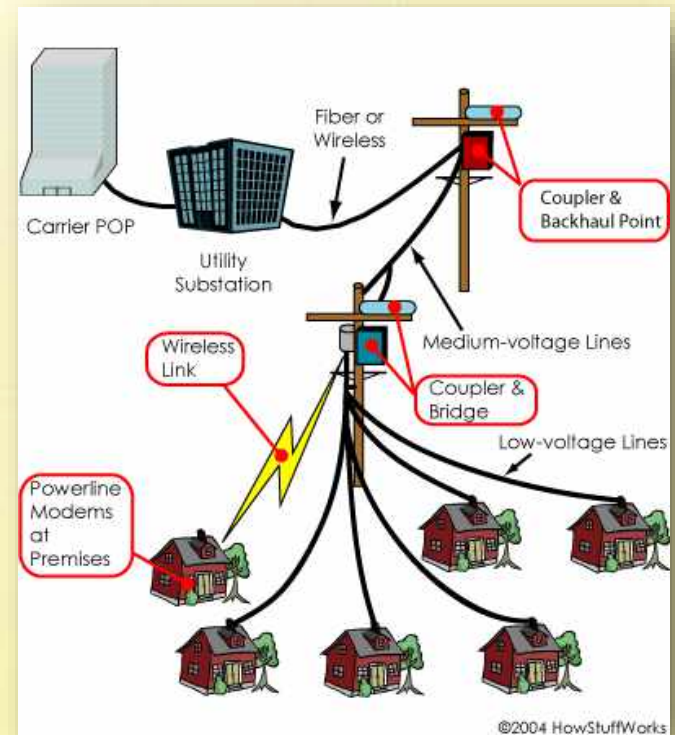 Fiber or
Wireless
Carrier POP
Utility
Substation
Coupler &
Backhaul Point
Medium-voltage Lines
Wireless
Link
Coupler &
Bridge
Low-voltage Lines
Powerline
Modems
at
Premises
©2004 HowStuffWorks